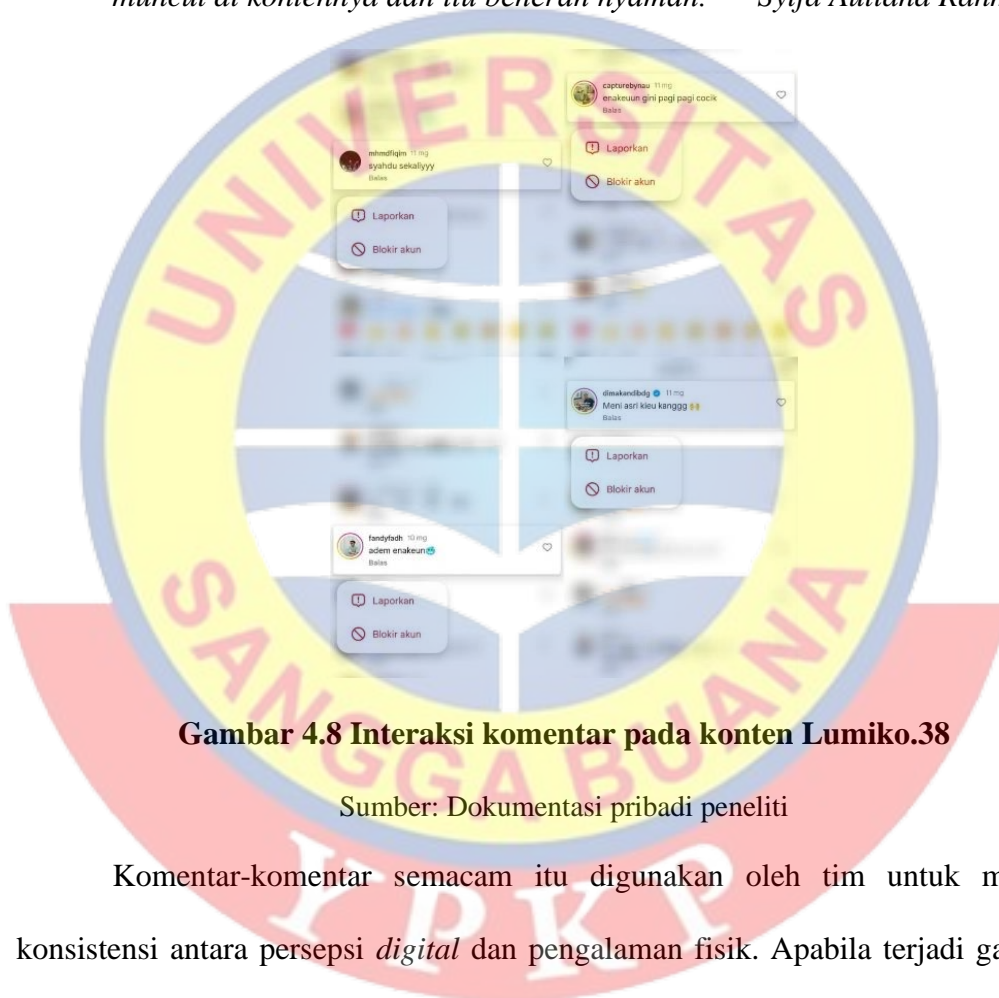 muncul di kontennya dan itu beneran nyaman." — Syifa Auliana
capturebynau 11 mg
enakeuun gini pagi pagi cocik
Balas
Laporkan
Blokir akun
mhmdfiqim 11 mg
syahdu sekaliyyy
Balas
Laporkan
Blokir akun
dimakandibdg 11 mg
Meni asri kieu kanggg 🙌
Balas
Laporkan
Blokir akun
fandyfadh 10 mg
adem enakeun🥶
Balas
Laporkan
Blokir akun
UNIVERSITAS
SANGGA BUANA
YPKP
Gambar 4.8 Interaksi komentar pada konten Lumiko.38
Sumber: Dokumentasi pribadi peneliti
Komentar-komentar semacam itu digunakan oleh tim untuk m
konsistensi antara persepsi digital dan pengalaman fisik. Apabila terjadi ga